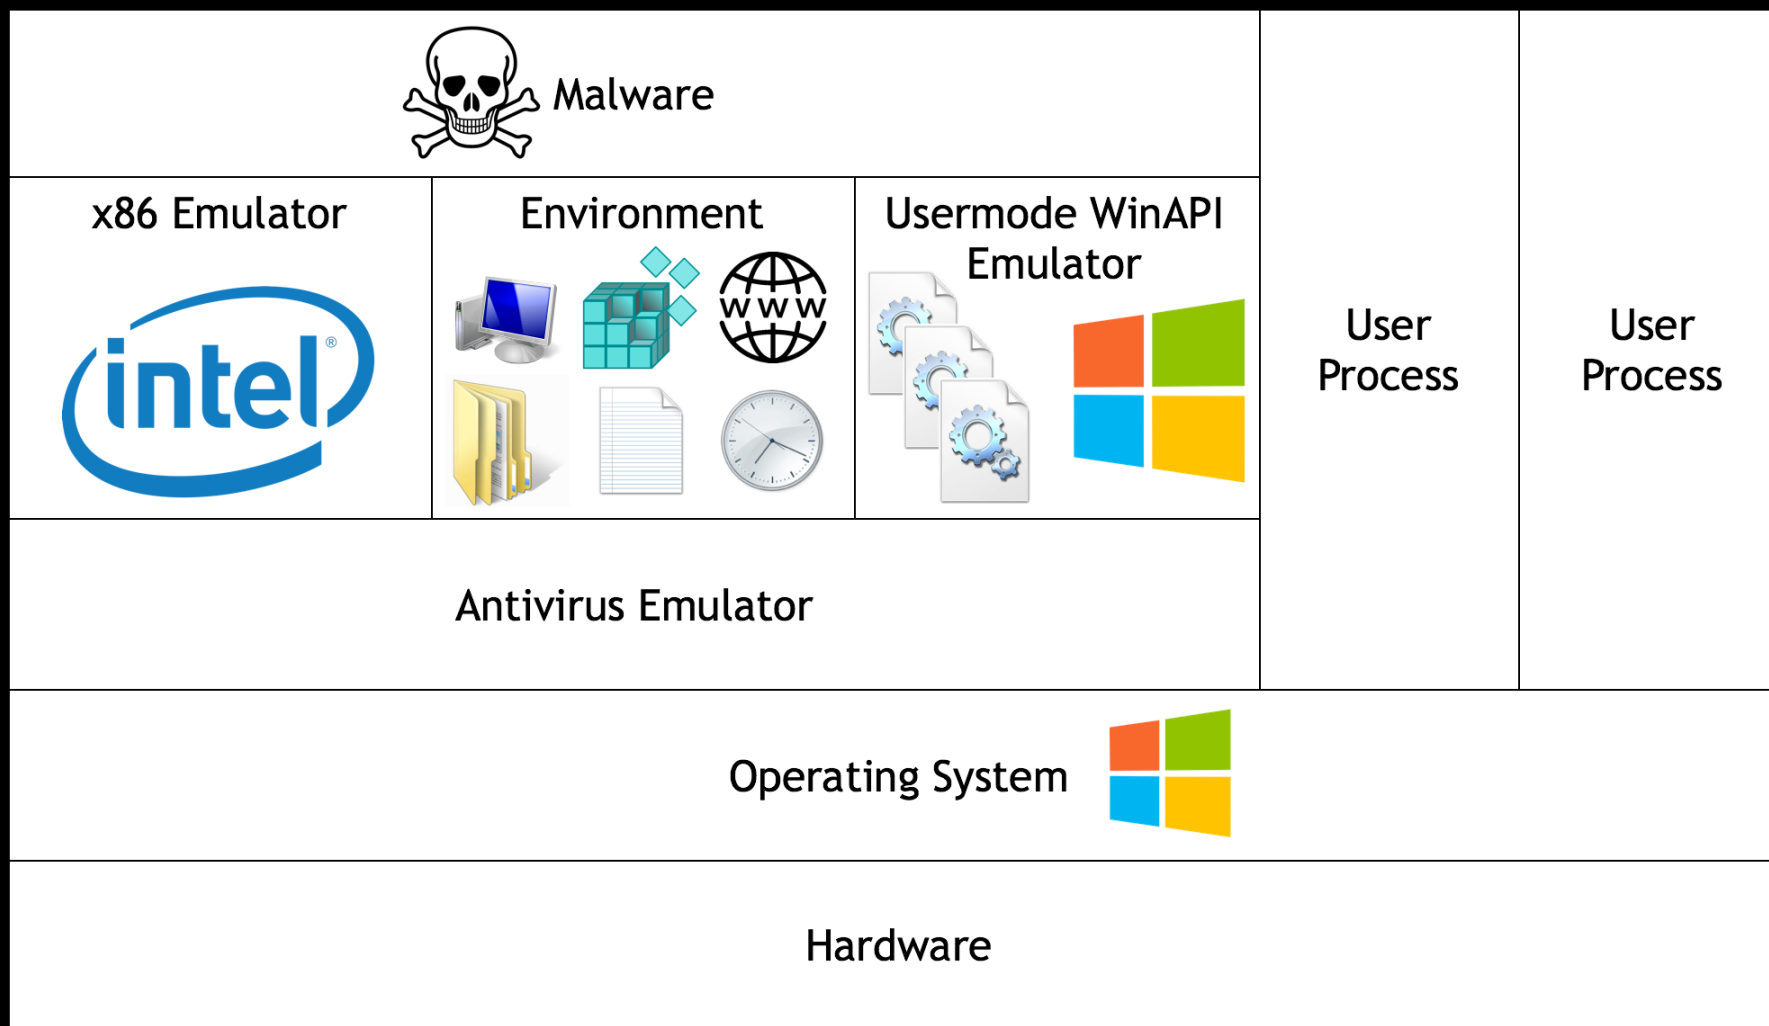 Malware
x86 Emulator
intel®
Environment
WWW
Usermode WinAPI
Emulator
User
Process
User
Process
Antivirus Emulator
Operating System
Hardware